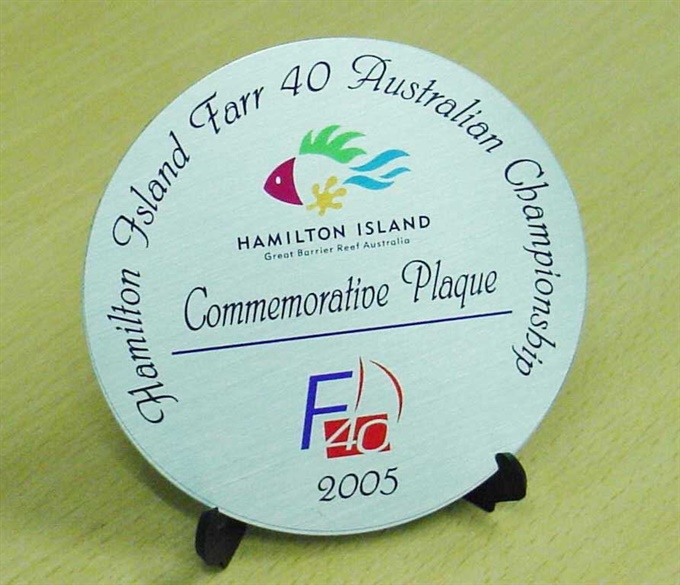 Hamilton Island Farr 40 Australian Championship
HAMILTON ISLAND
Great Barrier Reef Australia
Commemorative Plaque
F40
2005